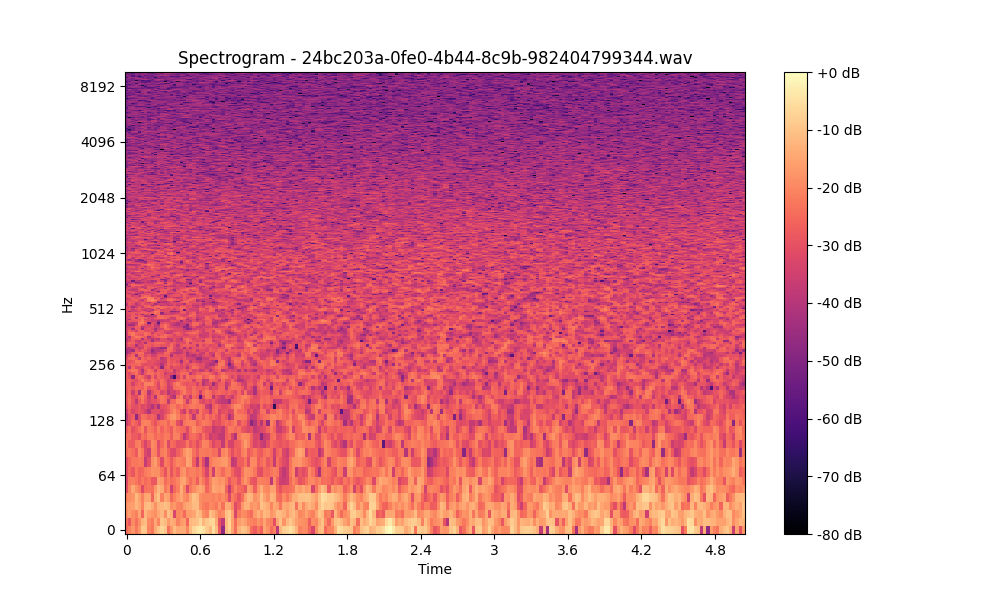 Spectrogram - 24bc203a-0fe0-4b44-8c9b-982404799344.wav
8192
4096
2048
1024
512
256
128
64
0
Hz
0 0.6 1.2 1.8 2.4 3 3.6 4.2 4.8
Time
+0 dB
-10 dB
-20 dB
-30 dB
-40 dB
-50 dB
-60 dB
-70 dB
-80 dB